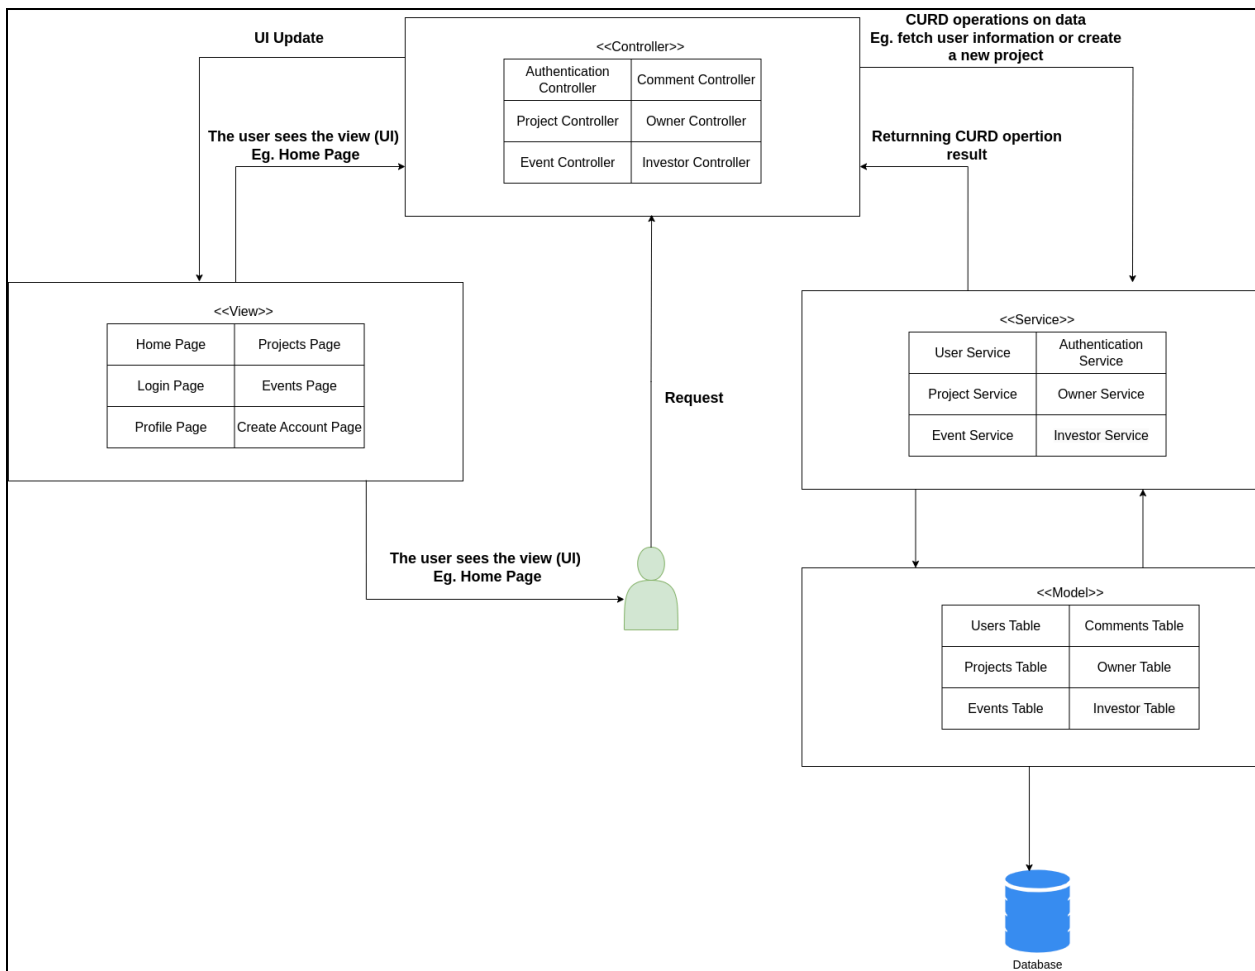 UI Update
<<Controller>>
Authentication
Controller
Comment Controller
Project Controller
Owner Controller
Event Controller
Investor Controller
CURD operations on data
Eg. fetch user information or create
a new project
The user sees the view (UI)
Eg. Home Page
Returnning CURD opertion
result
<<View>>
Home Page
Projects Page
Login Page
Events Page
Profile Page
Create Account Page
Request
<<Service>>
User Service
Authentication
Service
Project Service
Owner Service
Event Service
Investor Service
The user sees the view (UI)
Eg. Home Page
<<Model>>
Users Table
Comments Table
Projects Table
Owner Table
Events Table
Investor Table
Database